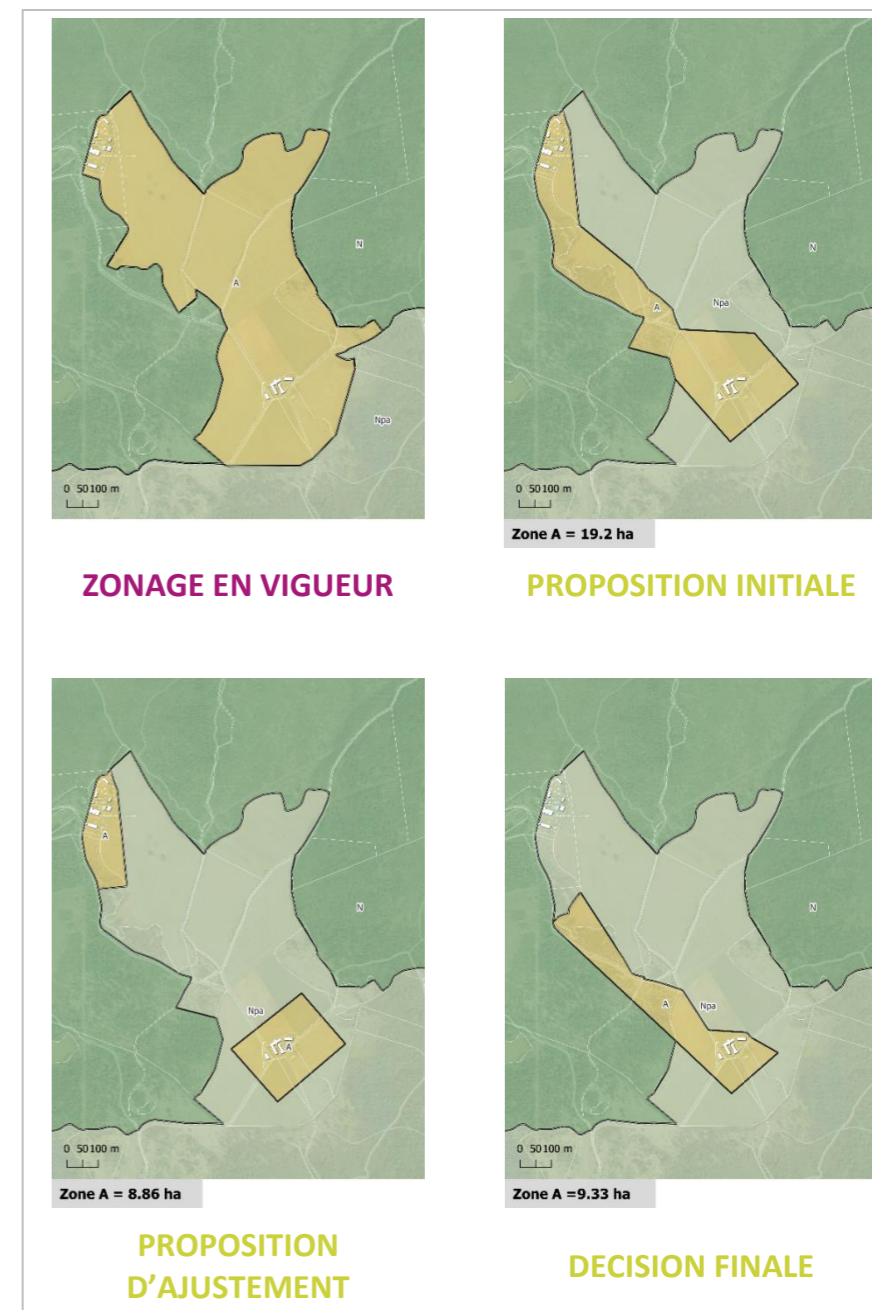 N
A
Npa
0 50100 m
ZONAGE EN VIGUEUR
N
A
Npa
0 50100 m
Zone A = 19.2 ha
PROPOSITION INITIALE
A
N
Npa
A
0 50100 m
Zone A = 8.86 ha
PROPOSITION
D’AJUSTEMENT
N
A
Npa
0 50100 m
Zone A =9.33 ha
DECISION FINALE